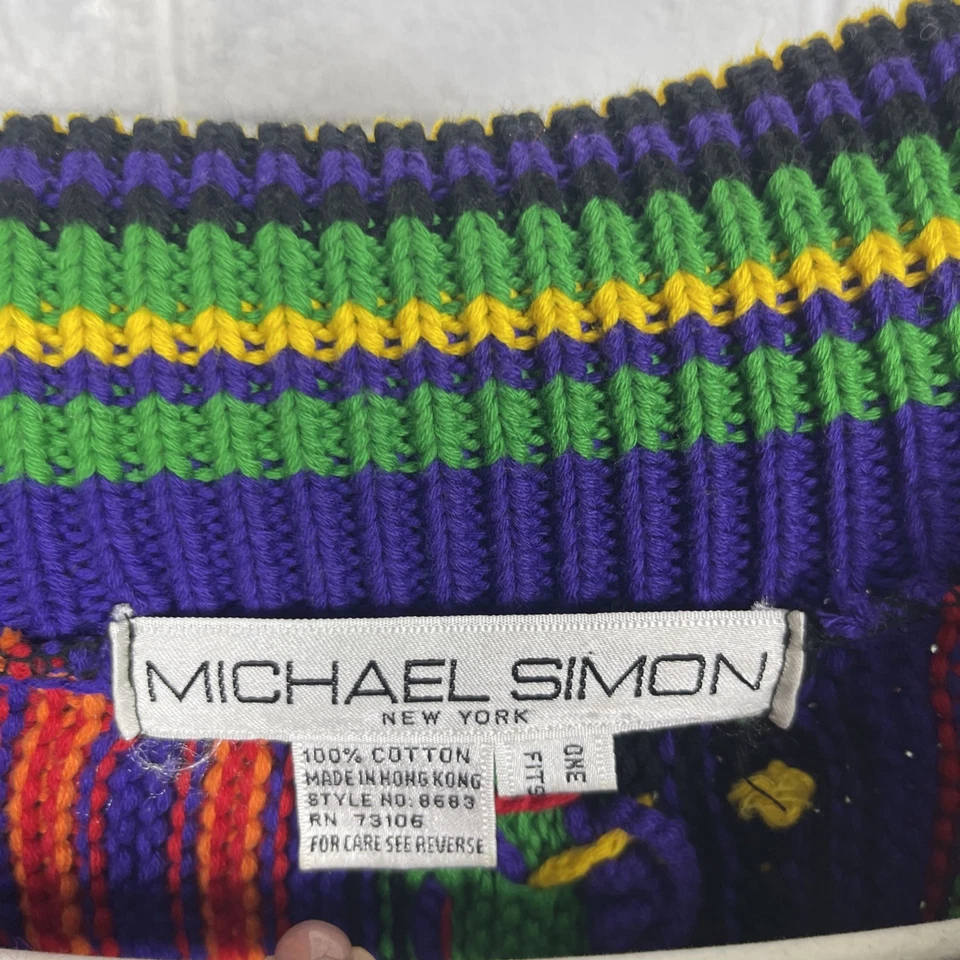 MICHAEL SIMON
NEW YORK
100% COTTON
MADE IN HONG KONG
STYLE NO: 8683
RN 73106
FOR CARE SEE REVERSE
ONE
FITS